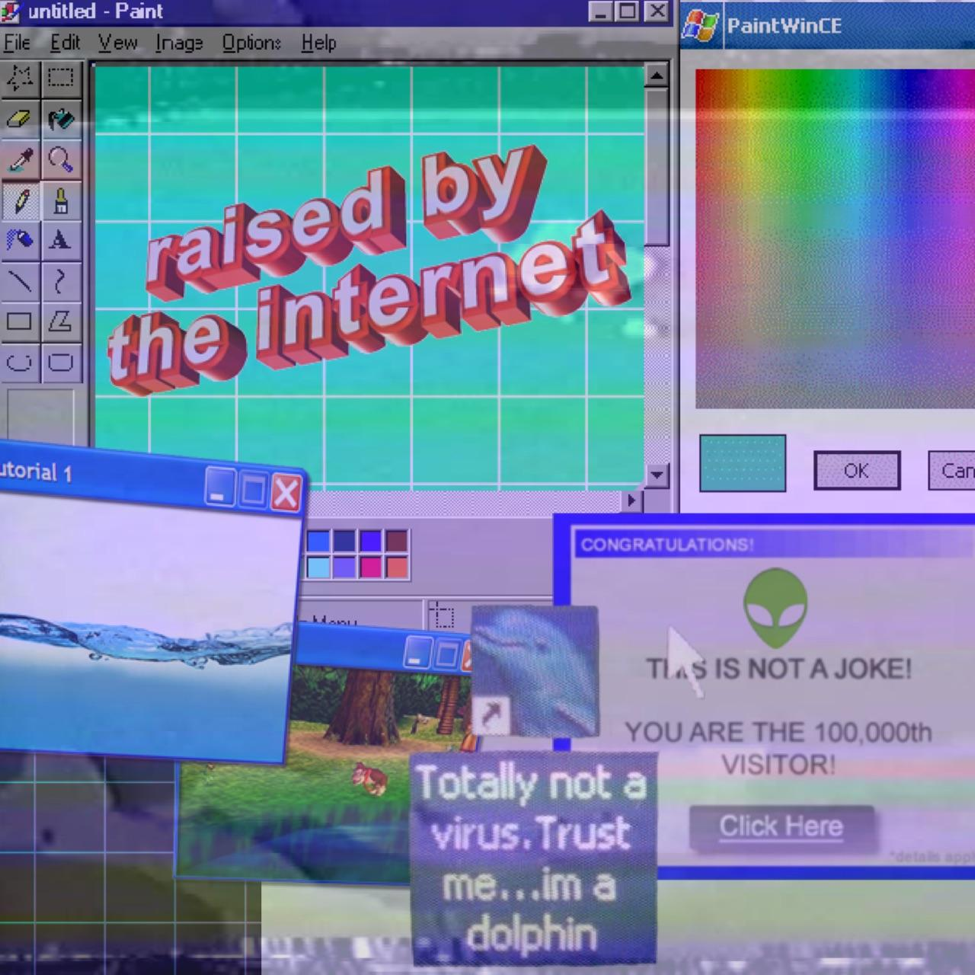 untitled - Paint
File Edit View Image Options Help
PaintWinCE
raised by
the internet
OK
utorial 1
CONGRATULATIONS!
THIS IS NOT A JOKE!
YOU ARE THE 100,000th
VISITOR!
Click Here
Totally not a
virus.Trust
me...im a
dolphin